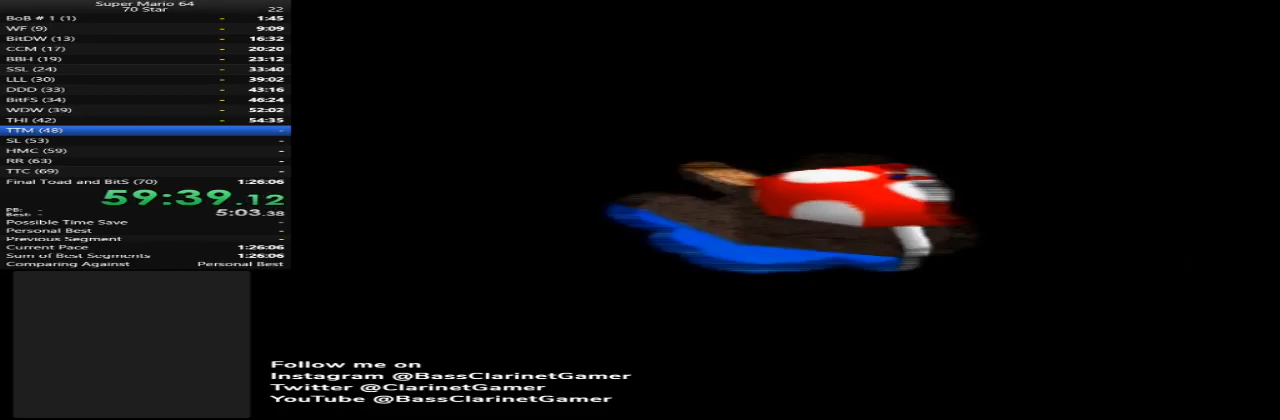 Super Mario 64
70 Star
22
BoB # 1 (1) - 1:45
WF (9) - 9:09
BitDW (13) - 16:32
CCM (17) - 20:20
BBH (19) - 23:12
SSL (24) - 33:40
LLL (30) - 39:02
DDD (33) - 43:16
BitFS (34) - 46:24
WDW (39) - 52:02
THI (42) - 54:35
TTM (48) -
SL (53) -
HMC (59) -
RR (63) -
TTC (69) -
Final Toad and BitS (70) 1:26:06
59:39.12
PB: -
Best: - 5:03.38
Possible Time Save -
Personal Best -
Previous Segment -
Current Pace 1:26:06
Sum of Best Segments 1:26:06
Comparing Against Personal Best
Follow me on
Instagram @BassClarinetGamer
Twitter @ClarinetGamer
YouTube @BassClarinetGamer